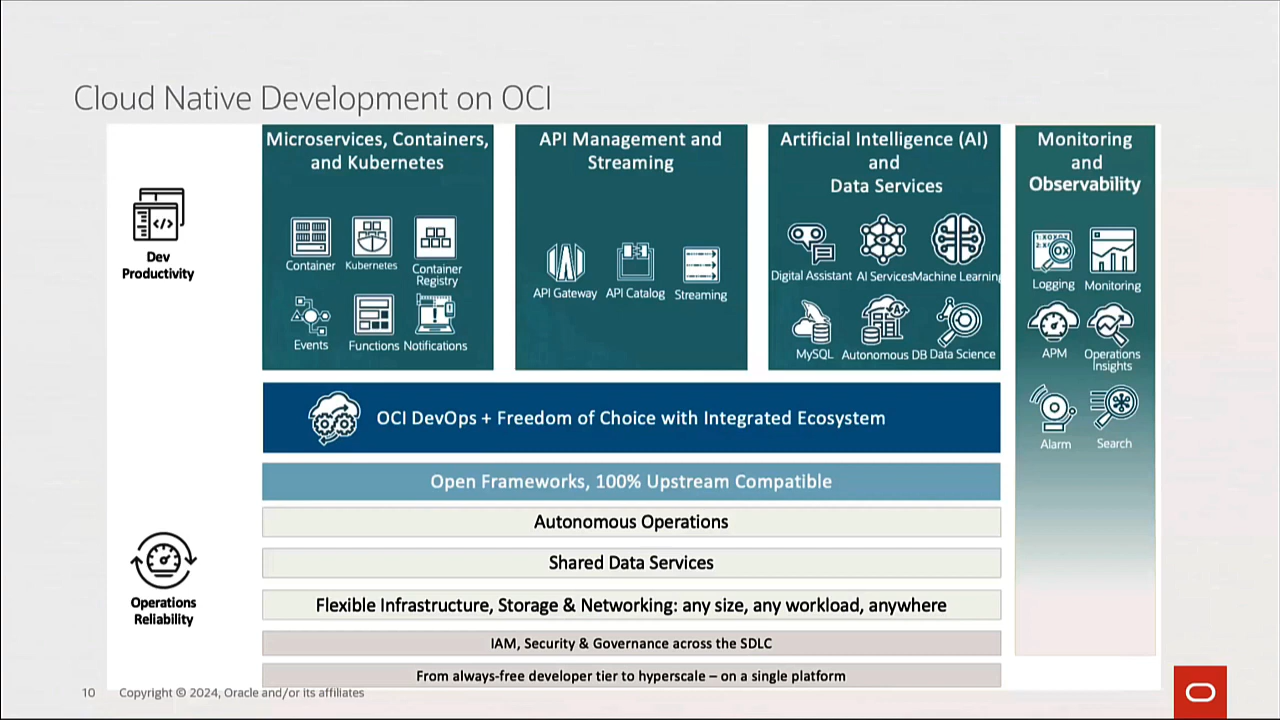 Cloud Native Development on OCI
Dev
Productivity
Microservices, Containers,
and Kubernetes
Container
Kubernetes
Container
Registry
Events
Functions
Notifications
API Management and
Streaming
API Gateway
API Catalog
Streaming
Artificial Intelligence (AI)
and
Data Services
Digital Assistant
AI Services
Machine Learning
MySQL
Autonomous DB
Data Science
Monitoring
and
Observability
1:XOXO
2:X
OX
Logging
Monitoring
APM
Operations
Insights
Alarm
Search
OCI DevOps + Freedom of Choice with Integrated Ecosystem
Open Frameworks, 100% Upstream Compatible
Autonomous Operations
Shared Data Services
Operations
Reliability
Flexible Infrastructure, Storage & Networking: any size, any workload, anywhere
IAM, Security & Governance across the SDLC
From always-free developer tier to hyperscale – on a single platform
10
Copyright © 2024, Oracle and/or its affiliates